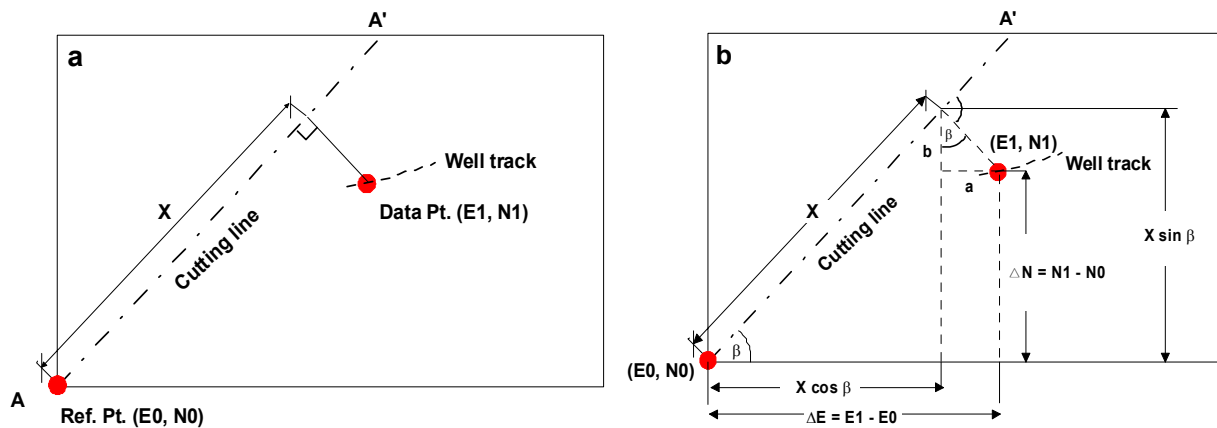 A'
a
Well track
Data Pt. (E1, N1)
X
Cutting line
A
Ref. Pt. (E0, N0)
A'
b
β
(E1, N1)
b
Well track
a
X
Cutting line
X sin β
△N = N1 - N0
β
(E0, N0)
X cos β
ΔE = E1 - E0